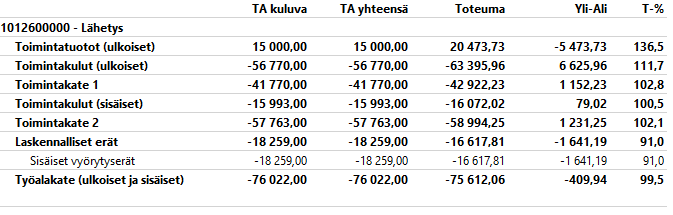 TA kuluva TA yhteensä Toteuma Yli-Ali T-%
1012600000 - Lähetys
Toimintatuotot (ulkoiset) 15 000,00 15 000,00 20 473,73 -5 473,73 136,5
Toimintakulut (ulkoiset) -56 770,00 -56 770,00 -63 395,96 6 625,96 111,7
Toimintakate 1 -41 770,00 -41 770,00 -42 922,23 1 152,23 102,8
Toimintakulut (sisäiset) -15 993,00 -15 993,00 -16 072,02 79,02 100,5
Toimintakate 2 -57 763,00 -57 763,00 -58 994,25 1 231,25 102,1
Laskennalliset erät -18 259,00 -18 259,00 -16 617,81 -1 641,19 91,0
Sisäiset vyörytyserät -18 259,00 -18 259,00 -16 617,81 -1 641,19 91,0
Työalakate (ulkoiset ja sisäiset) -76 022,00 -76 022,00 -75 612,06 -409,94 99,5